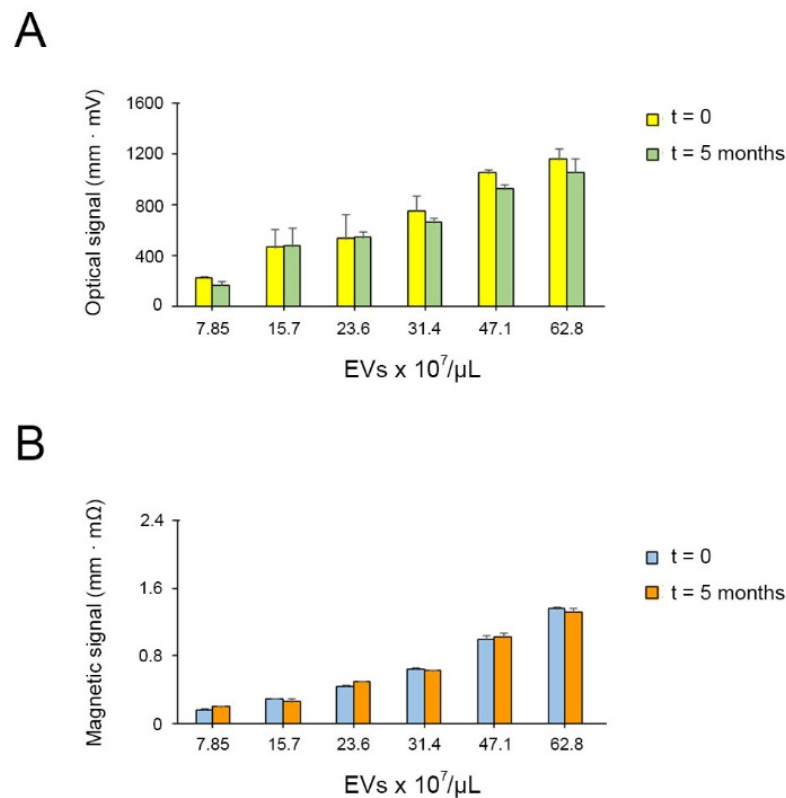 A
Optical signal (mm · mV)
1600
1200
800
400
0
7.85 15.7 23.6 31.4 47.1 62.8
EVs x 10⁷/µL
t = 0
t = 5 months
B
Magnetic signal (mm · mΩ)
2.4
1.6
0.8
0
7.85 15.7 23.6 31.4 47.1 62.8
EVs x 10⁷/µL
t = 0
t = 5 months